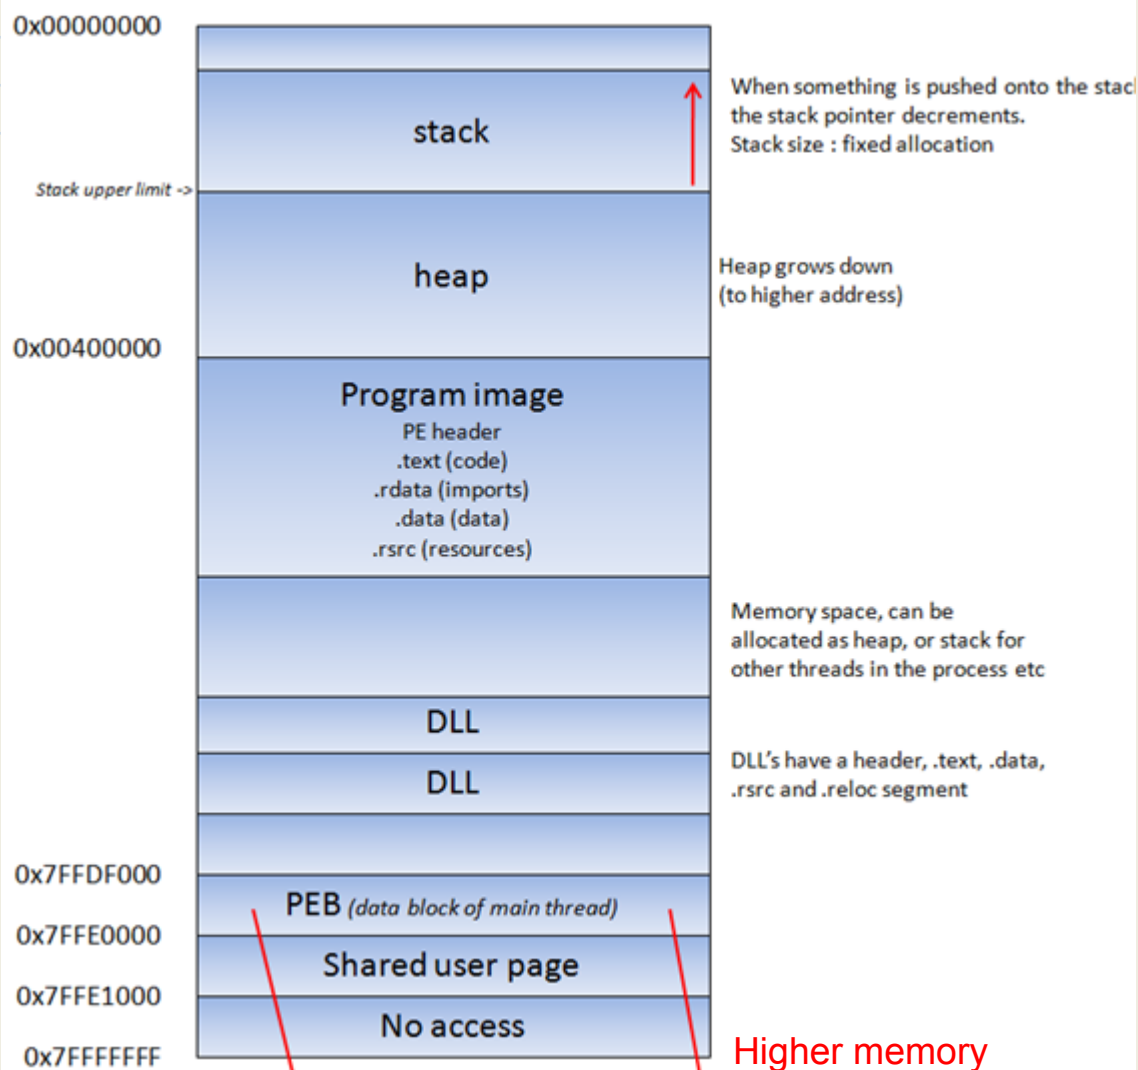 0x00000000
When something is pushed onto the stac
the stack pointer decrements.
Stack size : fixed allocation
stack
Stack upper limit ->
heap
Heap grows down
(to higher address)
0x00400000
Program image
PE header
.text (code)
.rdata (imports)
.data (data)
.rsrc (resources)
Memory space, can be
allocated as heap, or stack for
other threads in the process etc
DLL
DLL
DLL's have a header, .text, .data,
.rsrc and .reloc segment
0x7FFDF000
PEB (data block of main thread)
0x7FFE0000
Shared user page
0x7FFE1000
No access
0x7FFFFFFF
Higher memory